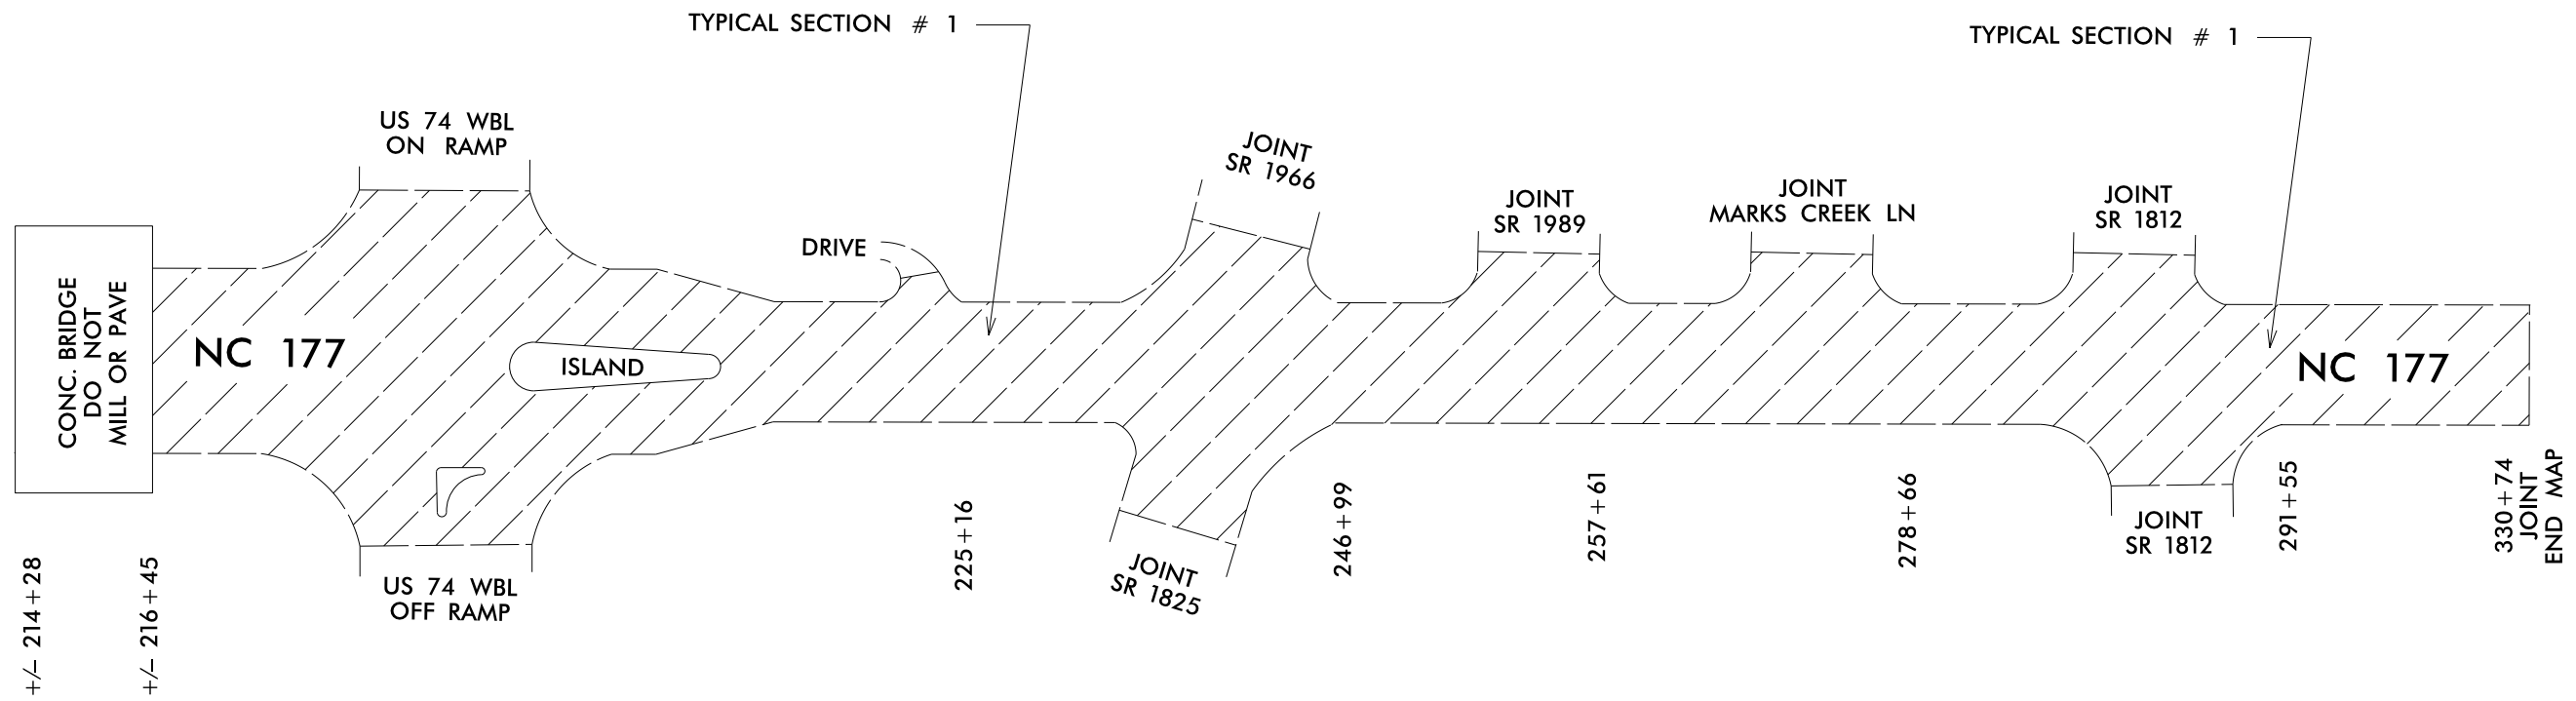 TYPICAL SECTION # 1
TYPICAL SECTION # 1
US 74 WBL
ON RAMP
JOINT
SR 1966
JOINT
SR 1989
JOINT
MARKS CREEK LN
JOINT
SR 1812
DRIVE
CONC. BRIDGE
DO NOT
MILL OR PAVE
NC 177
ISLAND
NC 177
US 74 WBL
OFF RAMP
JOINT
SR 1825
JOINT
SR 1812
+/- 214+28
+/- 216+45
225+16
246+99
257+61
278+66
291+55
330+74
JOINT
END MAP